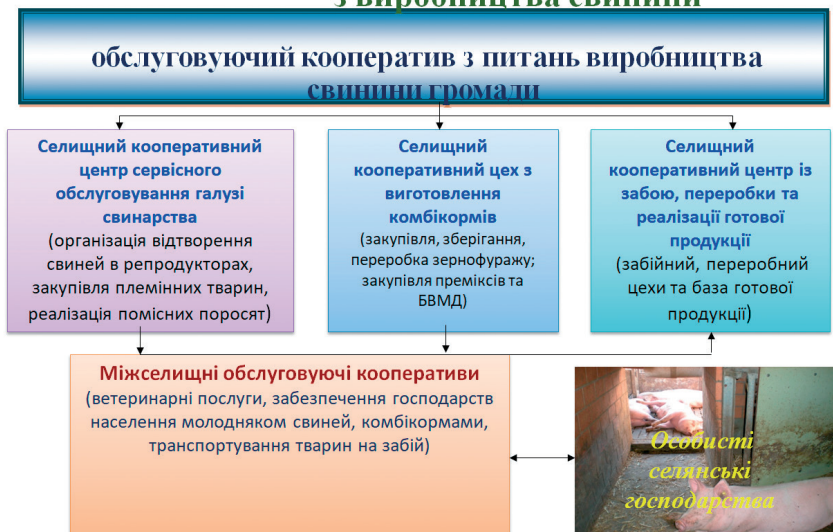 з виробництва свинини
обслуговуючий кооператив з питань виробництва
свинини громади
Селищний кооперативний
центр сервісного
обслуговування галузі
свинарства
(організація відтворення
свиней в репродукторах,
закупівля племінних тварин,
реалізація помісних поросят)
Селищний
кооперативний цех з
виготовлення
комбікормів
(закупівля, зберігання,
переробка зернофуражу;
закупівля преміксів та
БВМД)
Селищний
кооперативний центр із
забою, переробки та
реалізації готової
продукції
(забійний, переробний
цехи та база готової
продукції)
Міжселищні обслуговуючі кооперативи
(ветеринарні послуги, забезпечення господарств
населення молодняком свиней, комбікормами,
транспортування тварин на забій)
Особисті
селянські
господарства